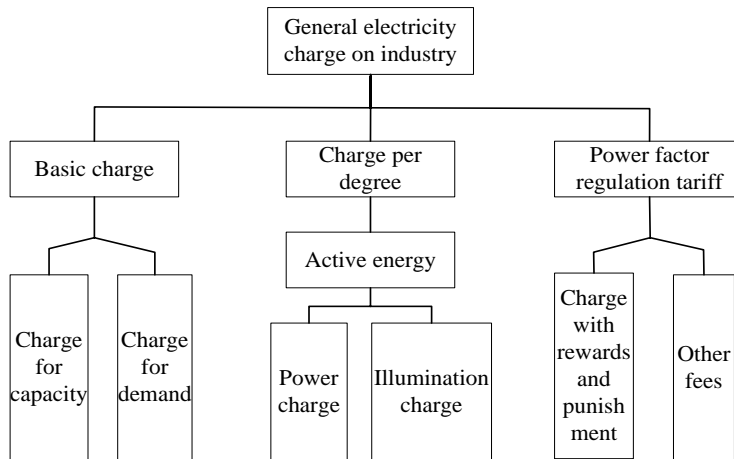 General electricity
charge on industry
Basic charge
Charge per
degree
Power factor
regulation tariff
Active energy
Charge
for
capacity
Charge
for
demand
Power
charge
Illumination
charge
Charge
with
rewards
and
punish
ment
Other
fees